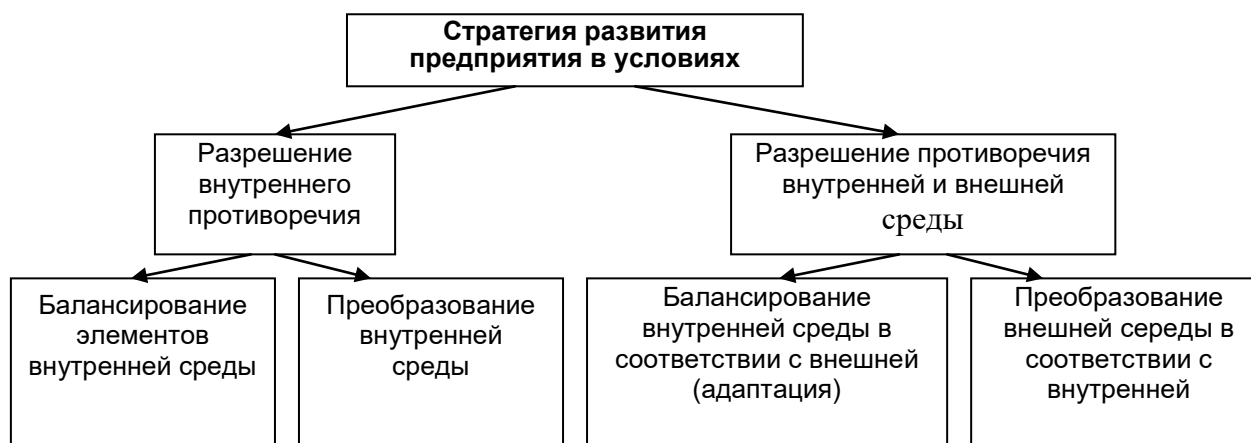 Стратегия развития
предприятия в условиях
Разрешение
внутреннего
противоречия
Разрешение противоречия
внутренней и внешней
среды
Балансирование
элементов
внутренней среды
Преобразование
внутренней
среды
Балансирование
внутренней среды в
соответствии с внешней
(адаптация)
Преобразование
внешней середы в
соответствии с
внутренней